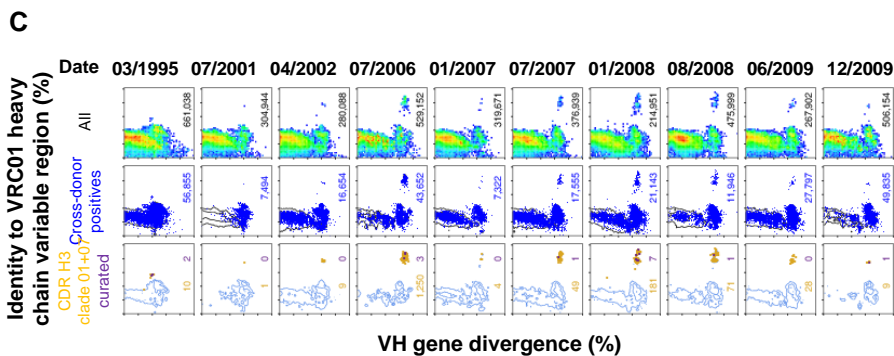 C
Date 03/1995 07/2001 04/2002 07/2006 01/2007 07/2007 01/2008 08/2008 06/2009 12/2009
Identity to VRC01 heavy
chain variable region (%)
All
661,038 304,944 280,088 529,152 319,671 376,939 214,951 475,999 267,902 506,154
Cross-donor
positives
56,855 7,494 16,654 43,652 7,322 17,555 21,143 11,946 27,797 49,935
CDR H3
clade 01+07
curated
2 0 0 3 0 1 7 1 0 1
10 1 9 1,250 4 49 181 71 28 9
VH gene divergence (%)